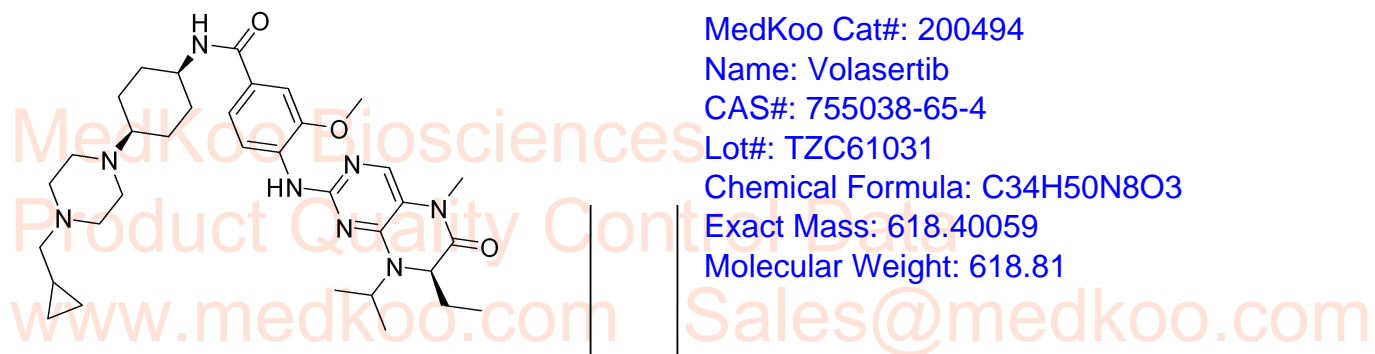 MedKoo Cat#: 200494
Name: Volasertib
CAS#: 755038-65-4
Lot#: TZC61031
Chemical Formula: C34H50N8O3
Exact Mass: 618.40059
Molecular Weight: 618.81
H
N
O
O
N
N
HN
N
N
N
N
N
O
MedKoo Biosciences
Product Quality Control Data
www.medkoo.com
Sales@medkoo.com